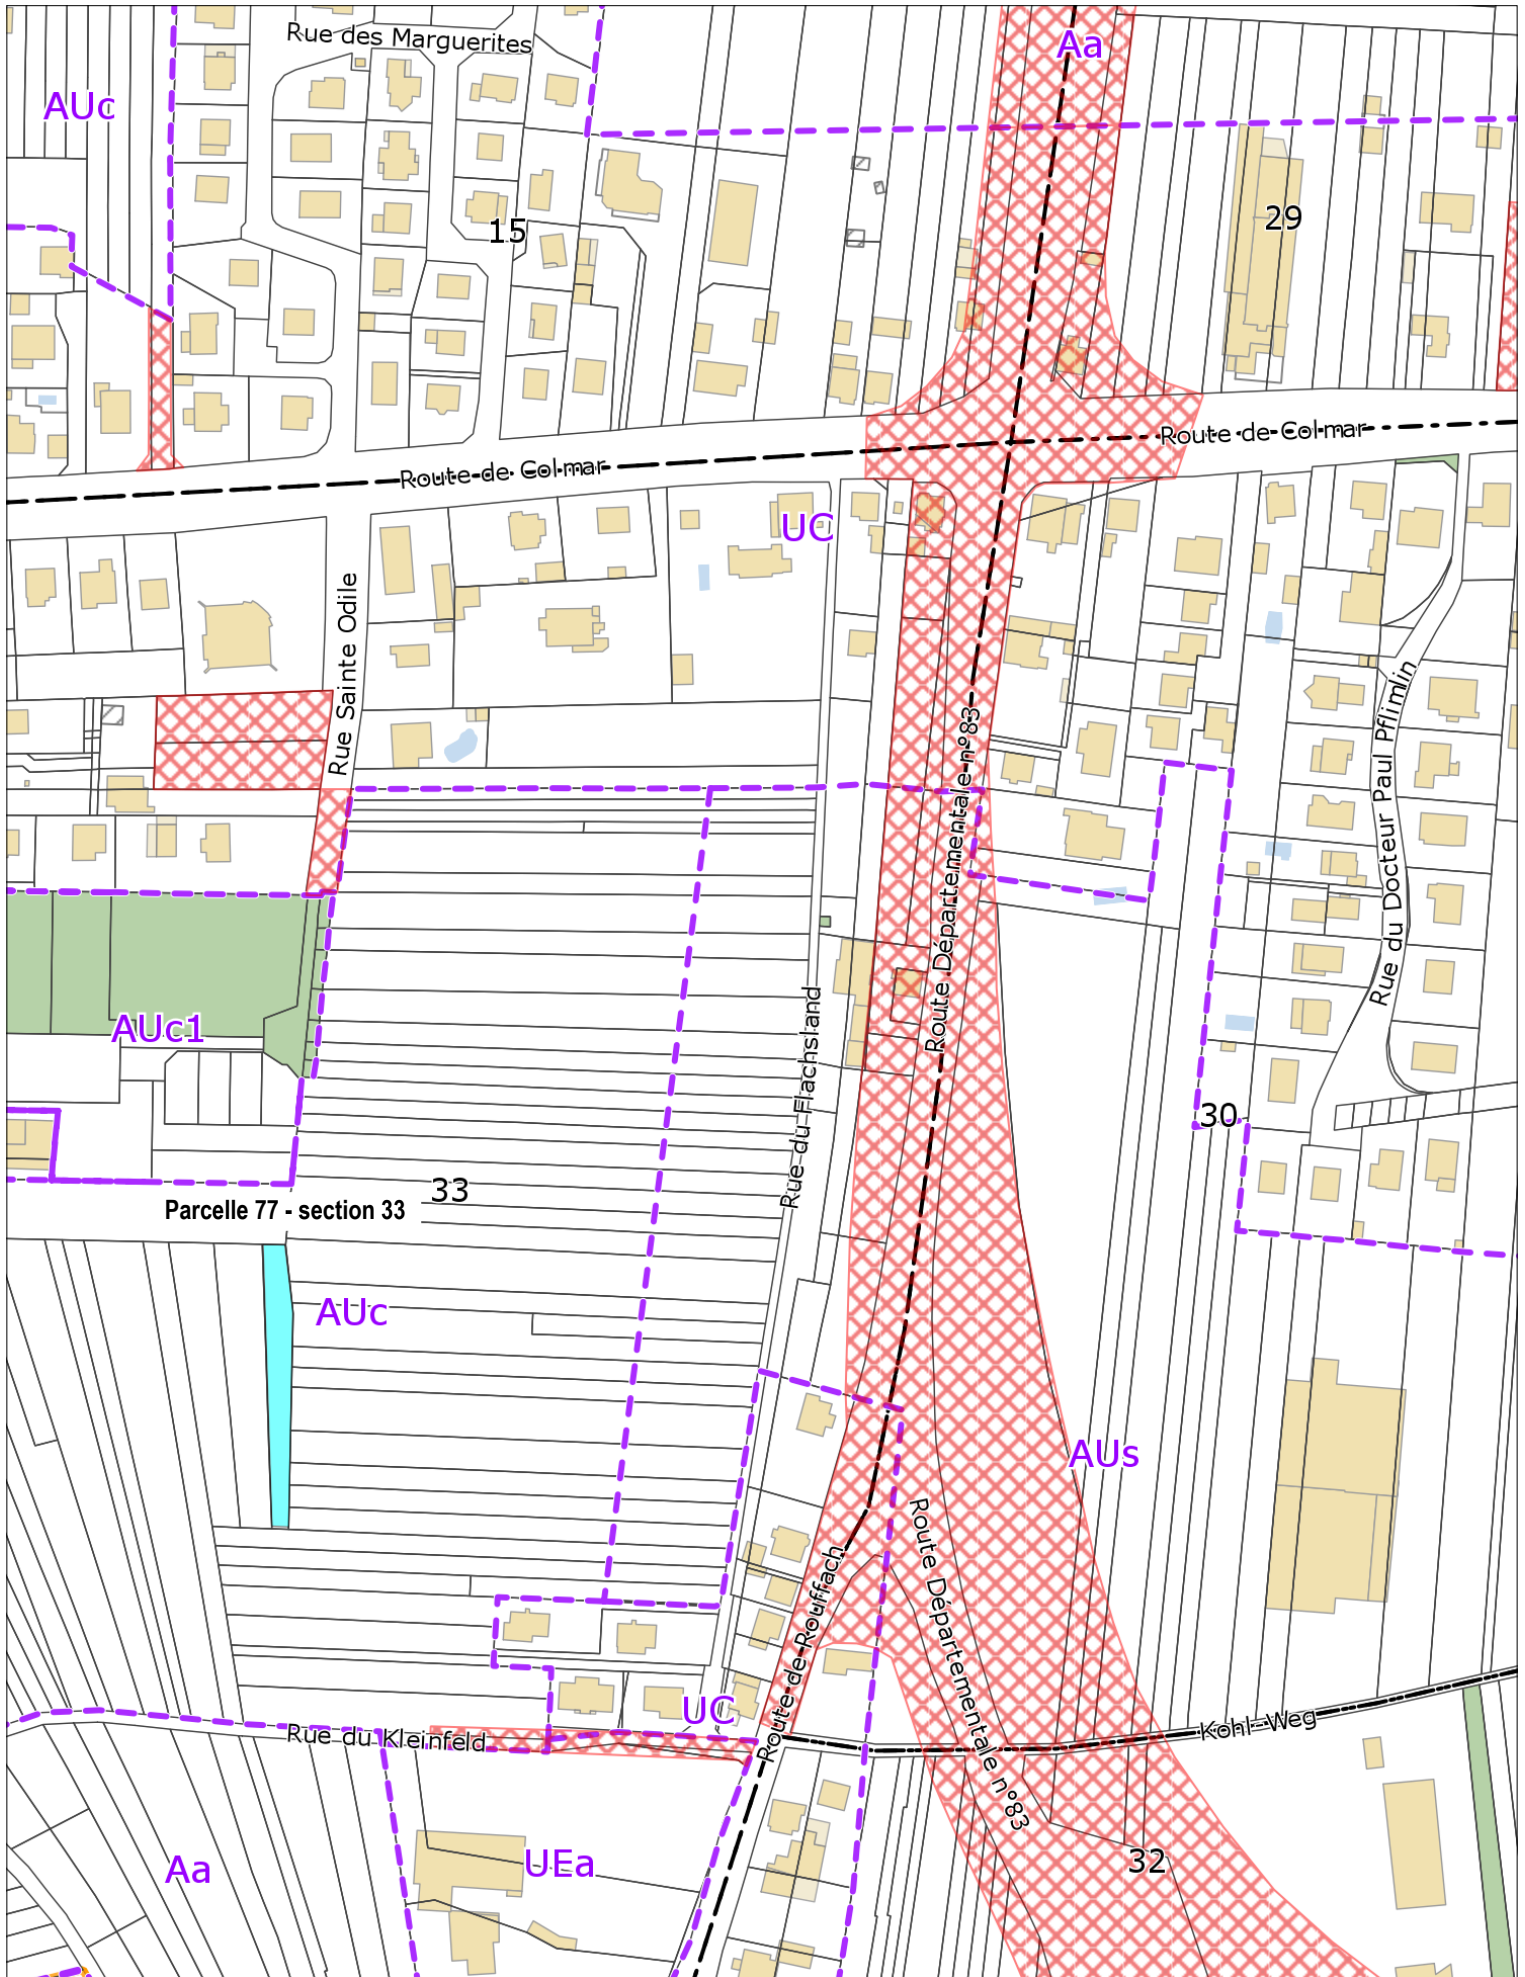 Rue des Marguerites
Aa
AUc
15
29
Route de Colmar
Route de Colmar
UC
Rue Sainte Odile
Rue du Docteur Paul Pflimlin
Route Départementale n°83
AUc1
Rue du Flachsland
30
33
Parcelle 77 - section 33
AUc
AUs
Route Départementale n°83
Route de Rouffach
UC
Rue du Kleinfeld
Kohl-Weg
32
UEa
Aa